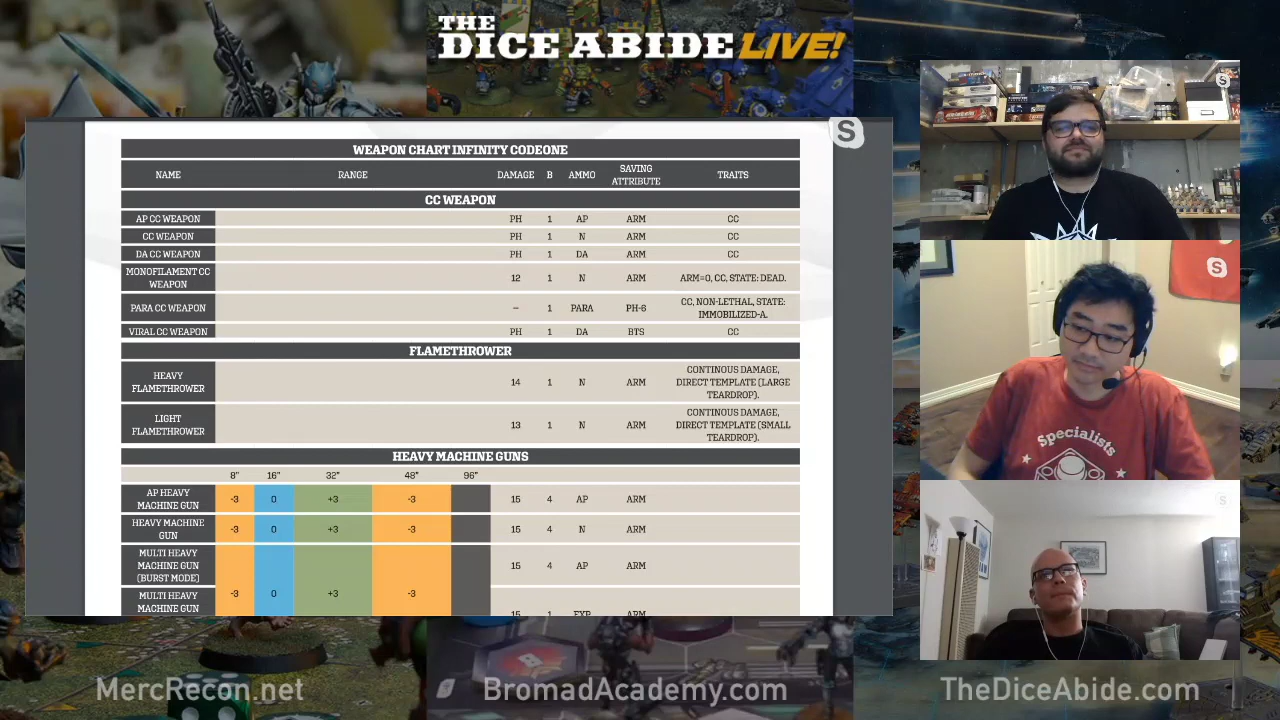 THE
DICE ABIDE LIVE!
WEAPON CHART INFINITY CODEONE
NAME RANGE DAMAGE B AMMO SAVING ATTRIBUTE TRAITS
CC WEAPON
AP CC WEAPON PH 1 AP ARM CC
CC WEAPON PH 1 N ARM CC
DA CC WEAPON PH 1 DA ARM CC
MONOFILAMENT CC WEAPON 12 1 N ARM ARM=0, CC, STATE: DEAD.
PARA CC WEAPON – 1 PARA PH-6 CC, NON-LETHAL, STATE: IMMOBILIZED-A.
VIRAL CC WEAPON PH 1 DA BTS CC
FLAMETHROWER
HEAVY FLAMETHROWER 14 1 N ARM CONTINOUS DAMAGE, DIRECT TEMPLATE (LARGE TEARDROP).
LIGHT FLAMETHROWER 13 1 N ARM CONTINOUS DAMAGE, DIRECT TEMPLATE (SMALL TEARDROP).
HEAVY MACHINE GUNS
8" 16" 32" 48" 96"
AP HEAVY MACHINE GUN -3 0 +3 -3 15 4 AP ARM
HEAVY MACHINE GUN -3 0 +3 -3 15 4 N ARM
MULTI HEAVY MACHINE GUN (BURST MODE) 15 4 AP ARM
-3 0 +3 -3
MULTI HEAVY MACHINE GUN 15 1 EXP ARM
S
S
S
Specialists
MercRecon.net
BromadAcademy.com
TheDiceAbide.com